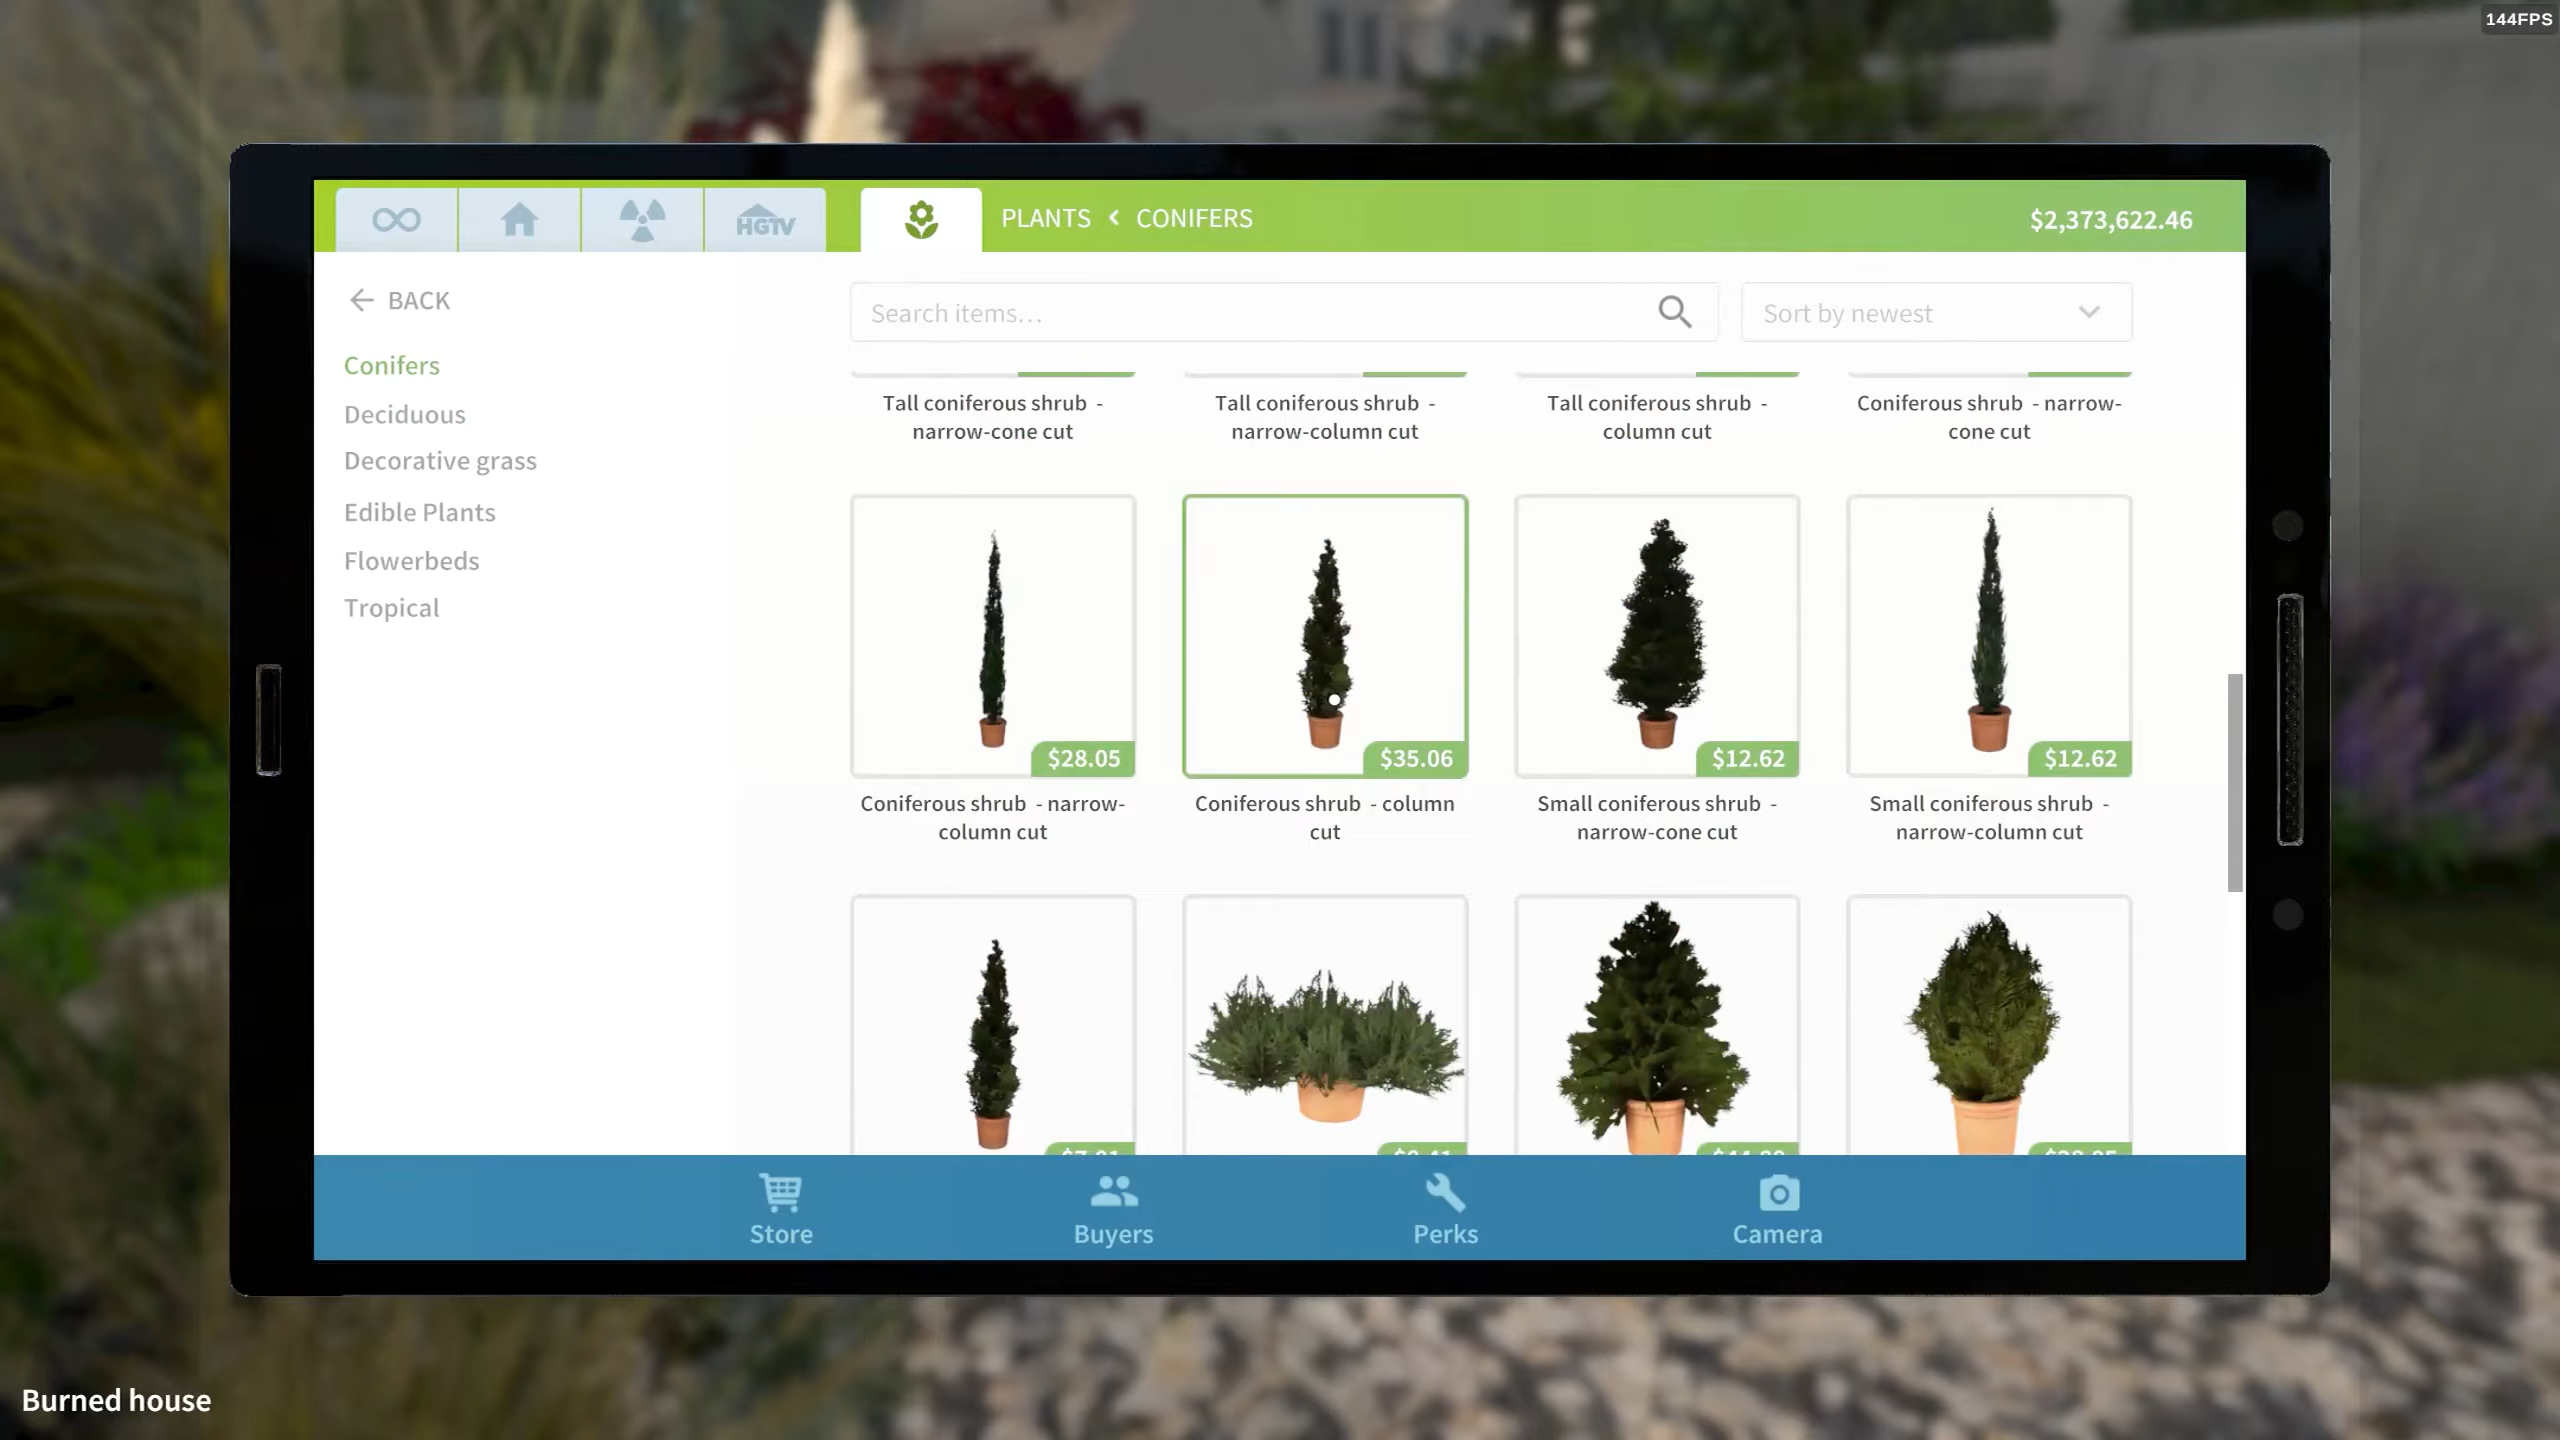 144FPS
HGTV
PLANTS < CONIFERS
$2,373,622.46
BACK
Search items...
Sort by newest
Conifers
Deciduous
Decorative grass
Edible Plants
Flowerbeds
Tropical
Tall coniferous shrub -
narrow-cone cut
Tall coniferous shrub -
narrow-column cut
Tall coniferous shrub -
column cut
Coniferous shrub - narrow-
cone cut
$28.05
$35.06
$12.62
$12.62
Coniferous shrub - narrow-
column cut
Coniferous shrub - column
cut
Small coniferous shrub -
narrow-cone cut
Small coniferous shrub -
narrow-column cut
Store
Buyers
Perks
Camera
Burned house